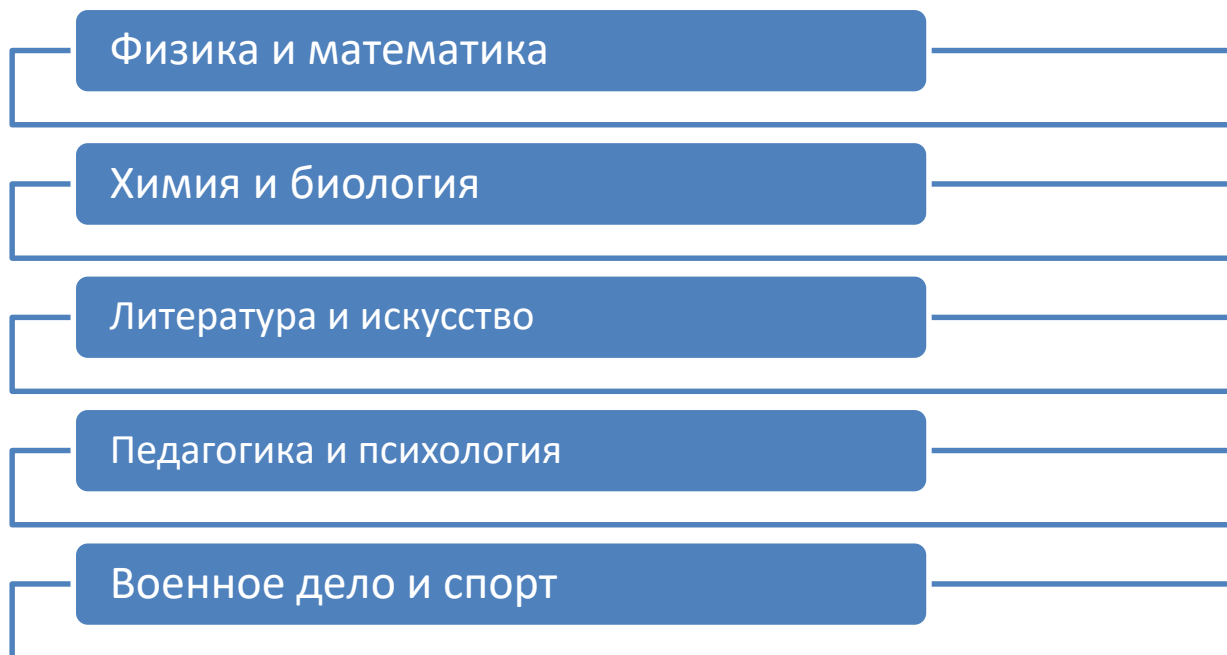 Физика и математика
Химия и биология
Литература и искусство
Педагогика и психология
Военное дело и спорт